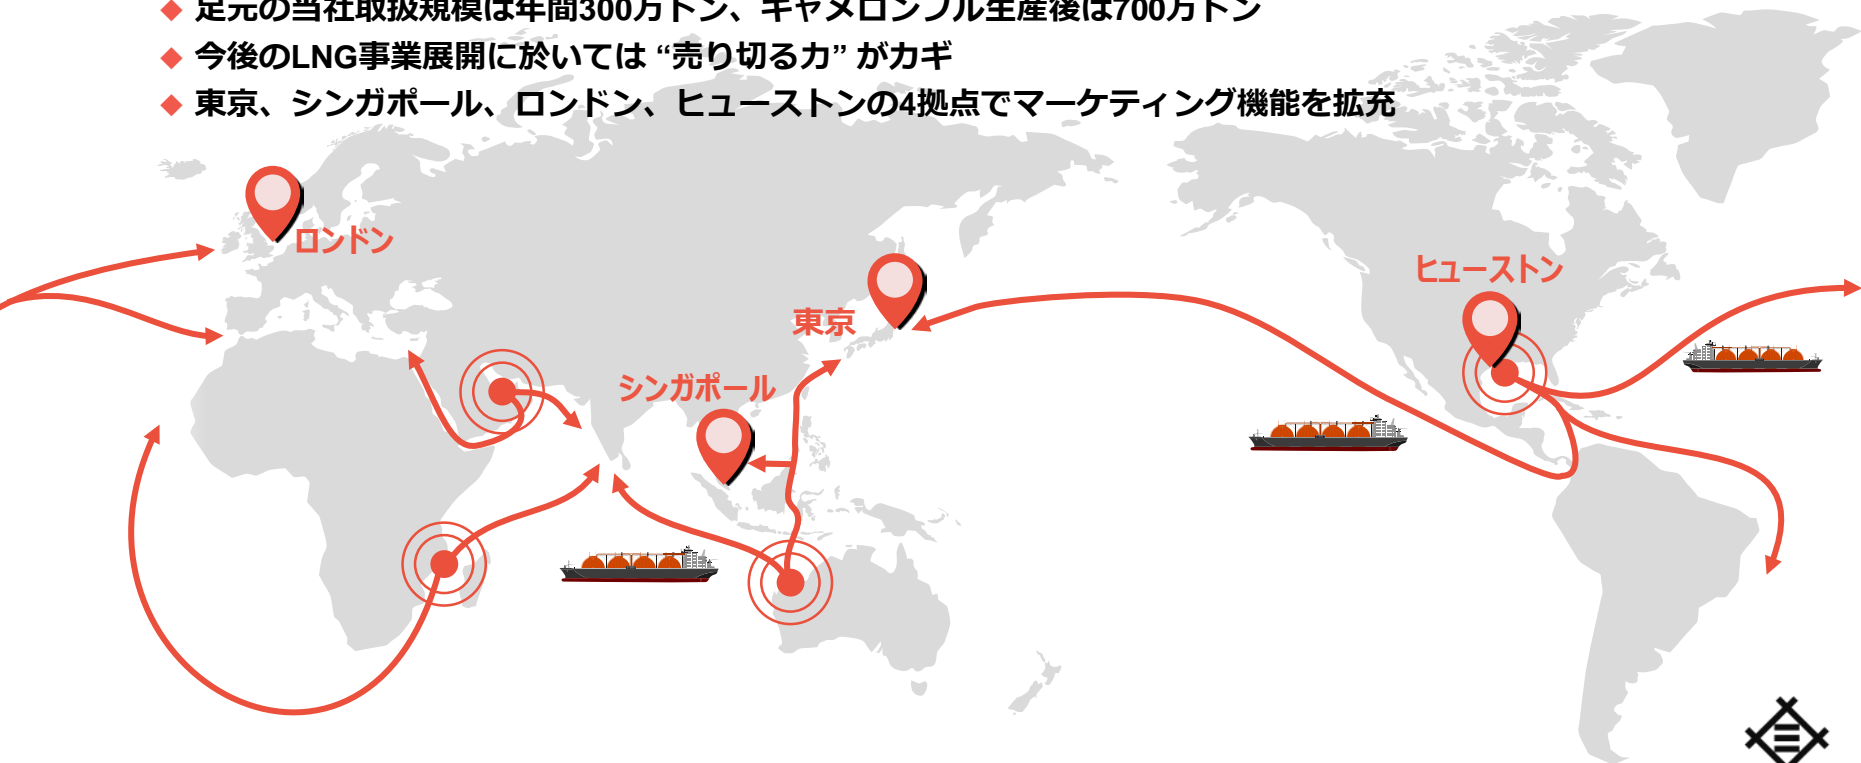 ◆ 足元の当社取扱規模は年間300万トン、キャメロンフル生産後は700万トン
◆ 今後のLNG事業展開に於いては “売り切る力” がカギ
◆ 東京、シンガポール、ロンドン、ヒューストンの4拠点でマーケティング機能を拡充
ロンドン
ヒューストン
東京
シンガポール